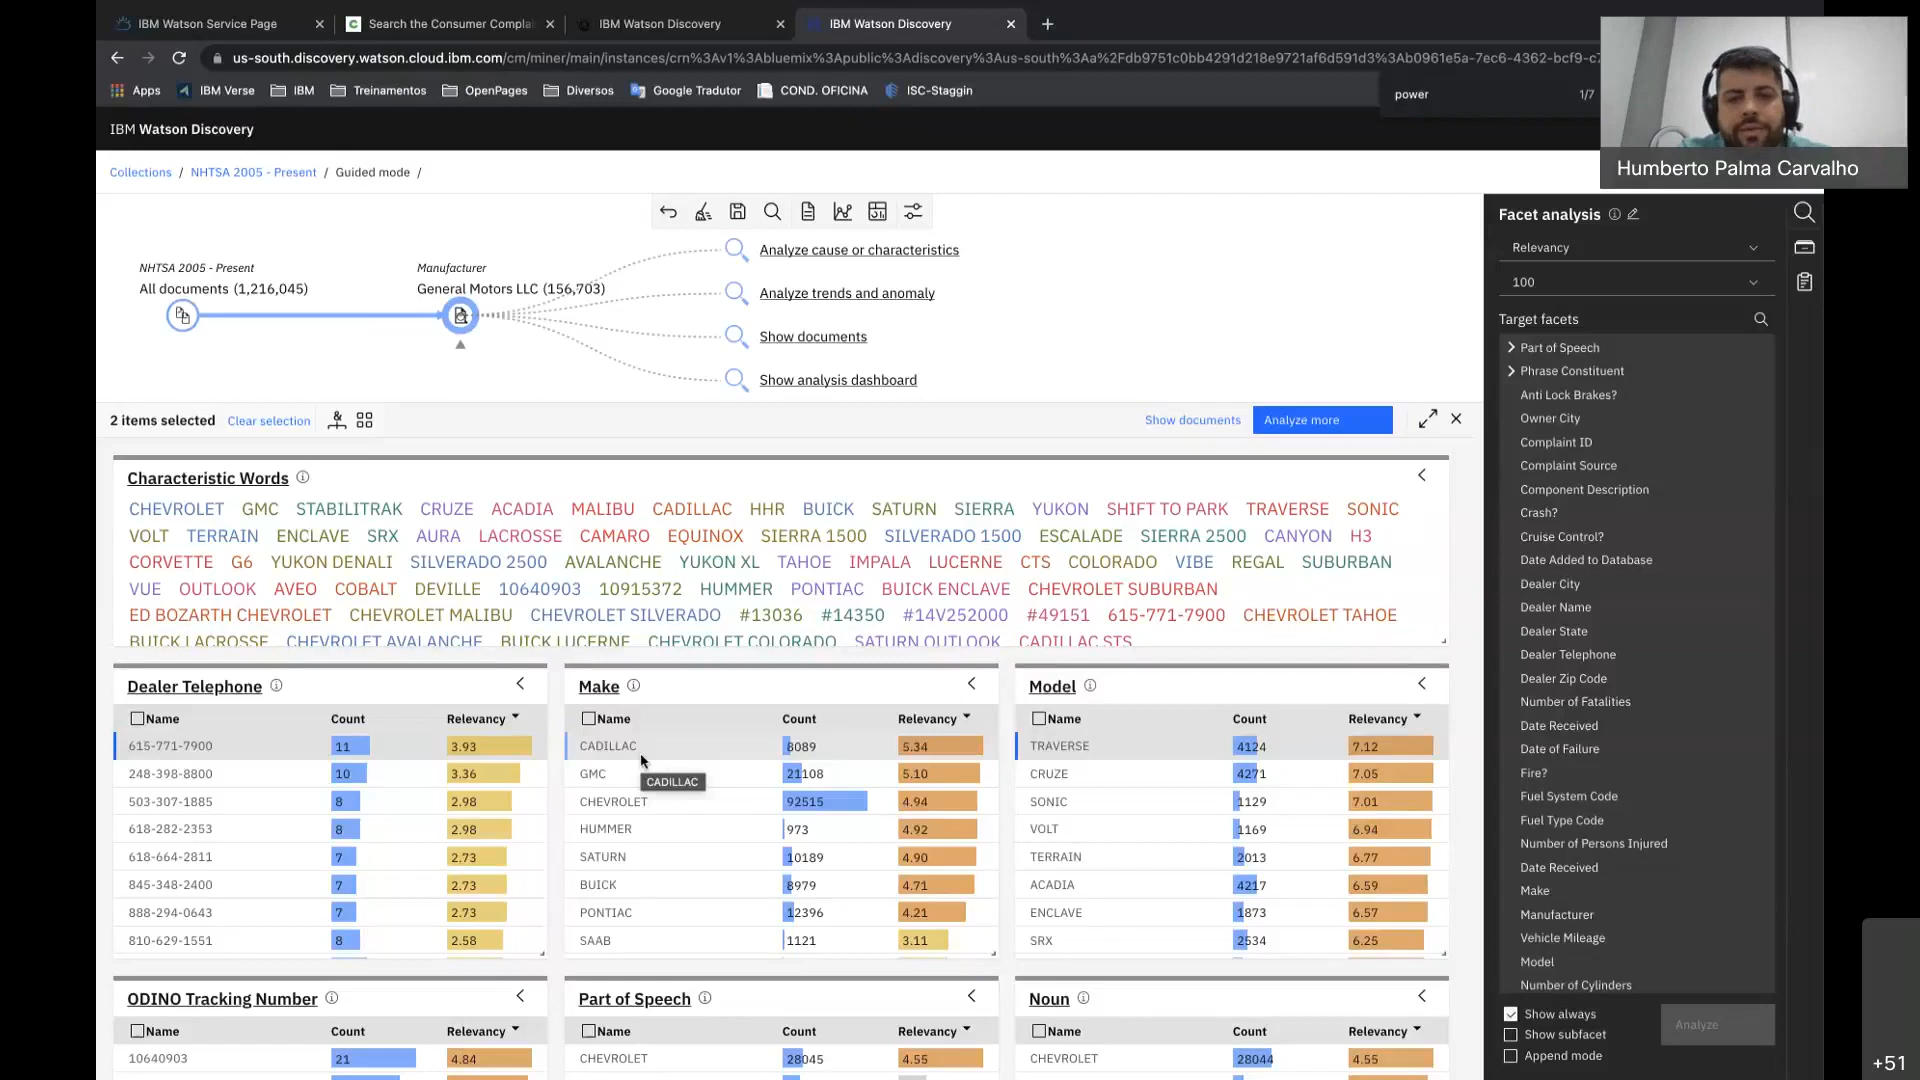 IBM Watson Service Page
Search the Consumer Complai
IBM Watson Discovery
IBM Watson Discovery
us-south.discovery.watson.cloud.ibm.com/cm/miner/main/instances/crn%3Av1%3Abluemix%3Apublic%3Adiscovery%3Aus-south%3Aa%2Fdb9751c0bb4291d218e9721af6d591d3%3Ab0961e5a-7ec6-4362-bcf9-c7
Apps
IBM Verse
IBM
Treinamentos
OpenPages
Diversos
Google Tradutor
COND. OFICINA
ISC-Staggin
power
1/7
Humberto Palma Carvalho
IBM Watson Discovery
Collections / NHTSA 2005 - Present / Guided mode /
NHTSA 2005 - Present
All documents (1,216,045)
Manufacturer
General Motors LLC (156,703)
Analyze cause or characteristics
Analyze trends and anomaly
Show documents
Show analysis dashboard
2 items selected Clear selection
Show documents Analyze more
Characteristic Words
CHEVROLET GMC STABILITRAK CRUZE ACADIA MALIBU CADILLAC HHR BUICK SATURN SIERRA YUKON SHIFT TO PARK TRAVERSE SONIC
VOLT TERRAIN ENCLAVE SRX AURA LACROSSE CAMARO EQUINOX SIERRA 1500 SILVERADO 1500 ESCALADE SIERRA 2500 CANYON H3
CORVETTE G6 YUKON DENALI SILVERADO 2500 AVALANCHE YUKON XL TAHOE IMPALA LUCERNE CTS COLORADO VIBE REGAL SUBURBAN
VUE OUTLOOK AVEO COBALT DEVILLE 10640903 10915372 HUMMER PONTIAC BUICK ENCLAVE CHEVROLET SUBURBAN
ED BOZARTH CHEVROLET CHEVROLET MALIBU CHEVROLET SILVERADO #13036 #14350 #14V252000 #49151 615-771-7900 CHEVROLET TAHOE
BUICK LACROSSE CHEVROLET AVALANCHE BUICK LUCERNE CHEVROLET COLORADO SATURN OUTLOOK CADILLAC STS
Dealer Telephone
Name Count Relevancy
615-771-7900 11 3.93
248-398-8800 10 3.36
503-307-1885 8 2.98
618-282-2353 8 2.98
618-664-2811 7 2.73
845-348-2400 7 2.73
888-294-0643 7 2.73
810-629-1551 8 2.58
Make
Name Count Relevancy
CADILLAC 8089 5.34
GMC 21108 5.10
CADILLAC
CHEVROLET 92515 4.94
HUMMER 973 4.92
SATURN 10189 4.90
BUICK 8979 4.71
PONTIAC 12396 4.21
SAAB 1121 3.11
Model
Name Count Relevancy
TRAVERSE 4124 7.12
CRUZE 4271 7.05
SONIC 1129 7.01
VOLT 1169 6.94
TERRAIN 2013 6.77
ACADIA 4217 6.59
ENCLAVE 1873 6.57
SRX 2534 6.25
ODINO Tracking Number
Name Count Relevancy
10640903 21 4.84
Part of Speech
Name Count Relevancy
CHEVROLET 28045 4.55
Noun
Name Count Relevancy
CHEVROLET 28044 4.55
Facet analysis
Relevancy
100
Target facets
Part of Speech
Phrase Constituent
Anti Lock Brakes?
Owner City
Complaint ID
Complaint Source
Component Description
Crash?
Cruise Control?
Date Added to Database
Dealer City
Dealer Name
Dealer State
Dealer Telephone
Dealer Zip Code
Number of Fatalities
Date Received
Date of Failure
Fire?
Fuel System Code
Fuel Type Code
Number of Persons Injured
Date Received
Make
Manufacturer
Vehicle Mileage
Model
Number of Cylinders
Show always
Show subfacet
Append mode
Analyze
+51